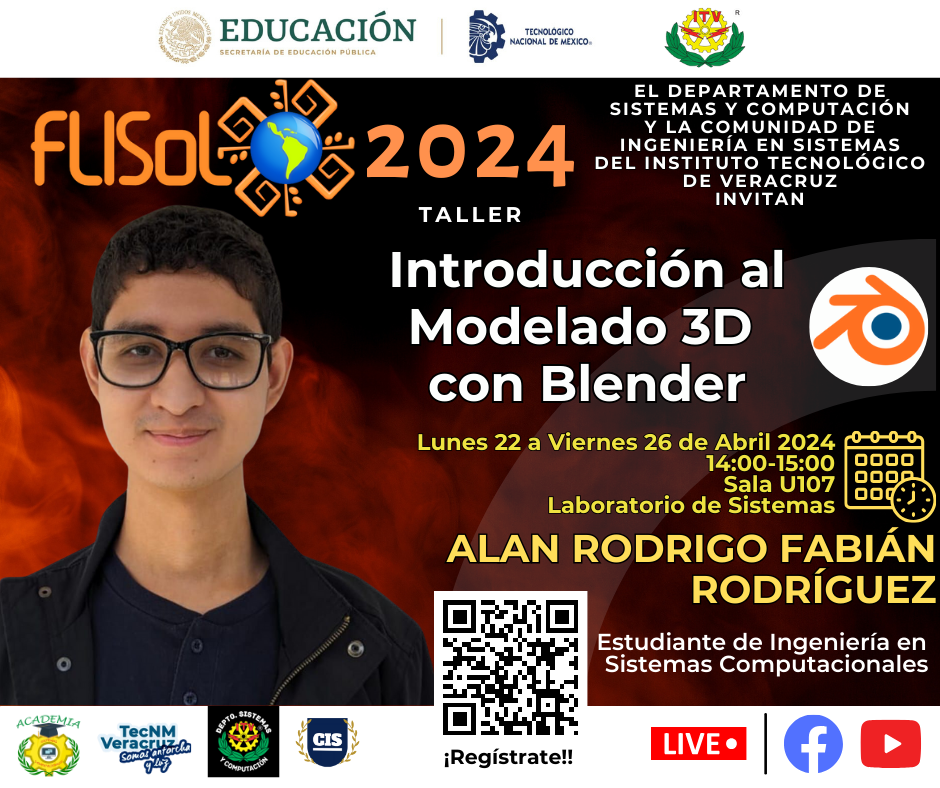 EDUCACIÓN
SECRETARÍA DE EDUCACIÓN PÚBLICA
TECNOLÓGICO
NACIONAL DE MÉXICO®
ITV
R
FLISoL
2024
EL DEPARTAMENTO DE
SISTEMAS Y COMPUTACIÓN
Y LA COMUNIDAD DE
INGENIERÍA EN SISTEMAS
DEL INSTITUTO TECNOLÓGICO
DE VERACRUZ
INVITAN
TALLER
Introducción al
Modelado 3D
con Blender
Lunes 22 a Viernes 26 de Abril 2024
14:00-15:00
Sala U107
Laboratorio de Sistemas
ALAN RODRIGO FABIÁN
RODRÍGUEZ
Estudiante de Ingeniería en
Sistemas Computacionales
ACADEMIA
TecNM
Veracruz
Somos antorcha
y luz
DEPTO. SISTEMAS
Y COMPUTACIÓN
CIS
¡Regístrate!!
LIVE